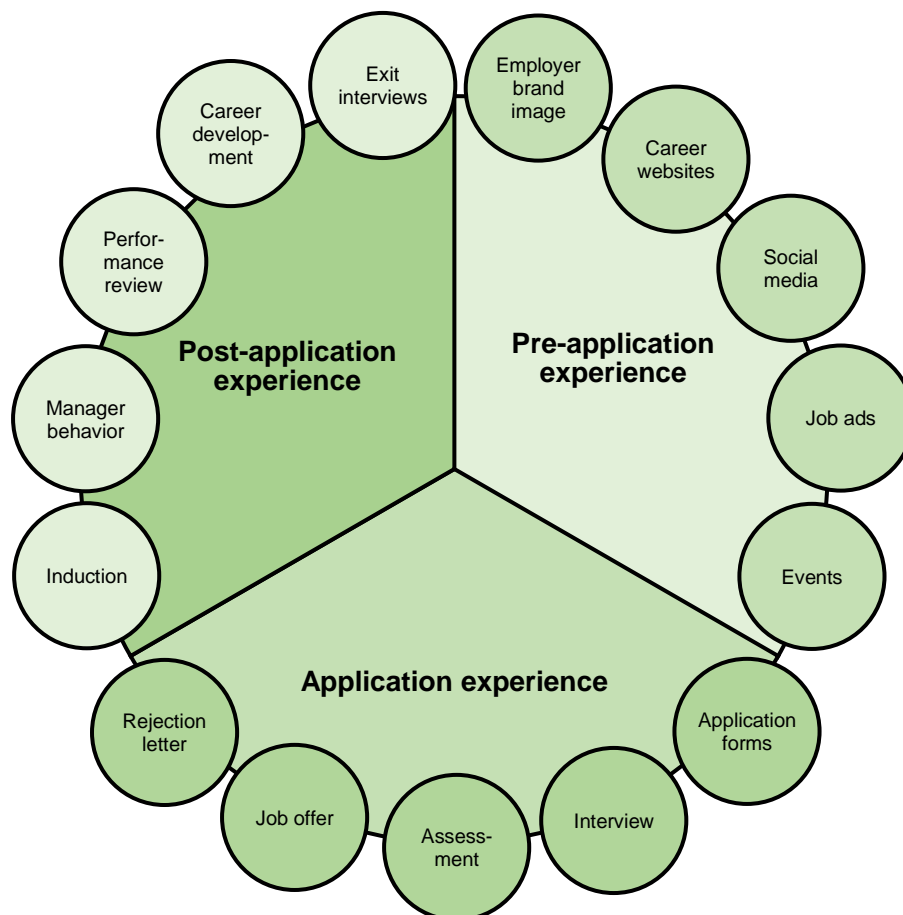 Exit
interviews
Employer
brand
image
Career
develop-
ment
Career
websites
Perfor-
mance
review
Social
media
Post-application
experience
Pre-application
experience
Manager
behavior
Job ads
Induction
Events
Application experience
Rejection
letter
Application
forms
Job offer
Assess-
ment
Interview